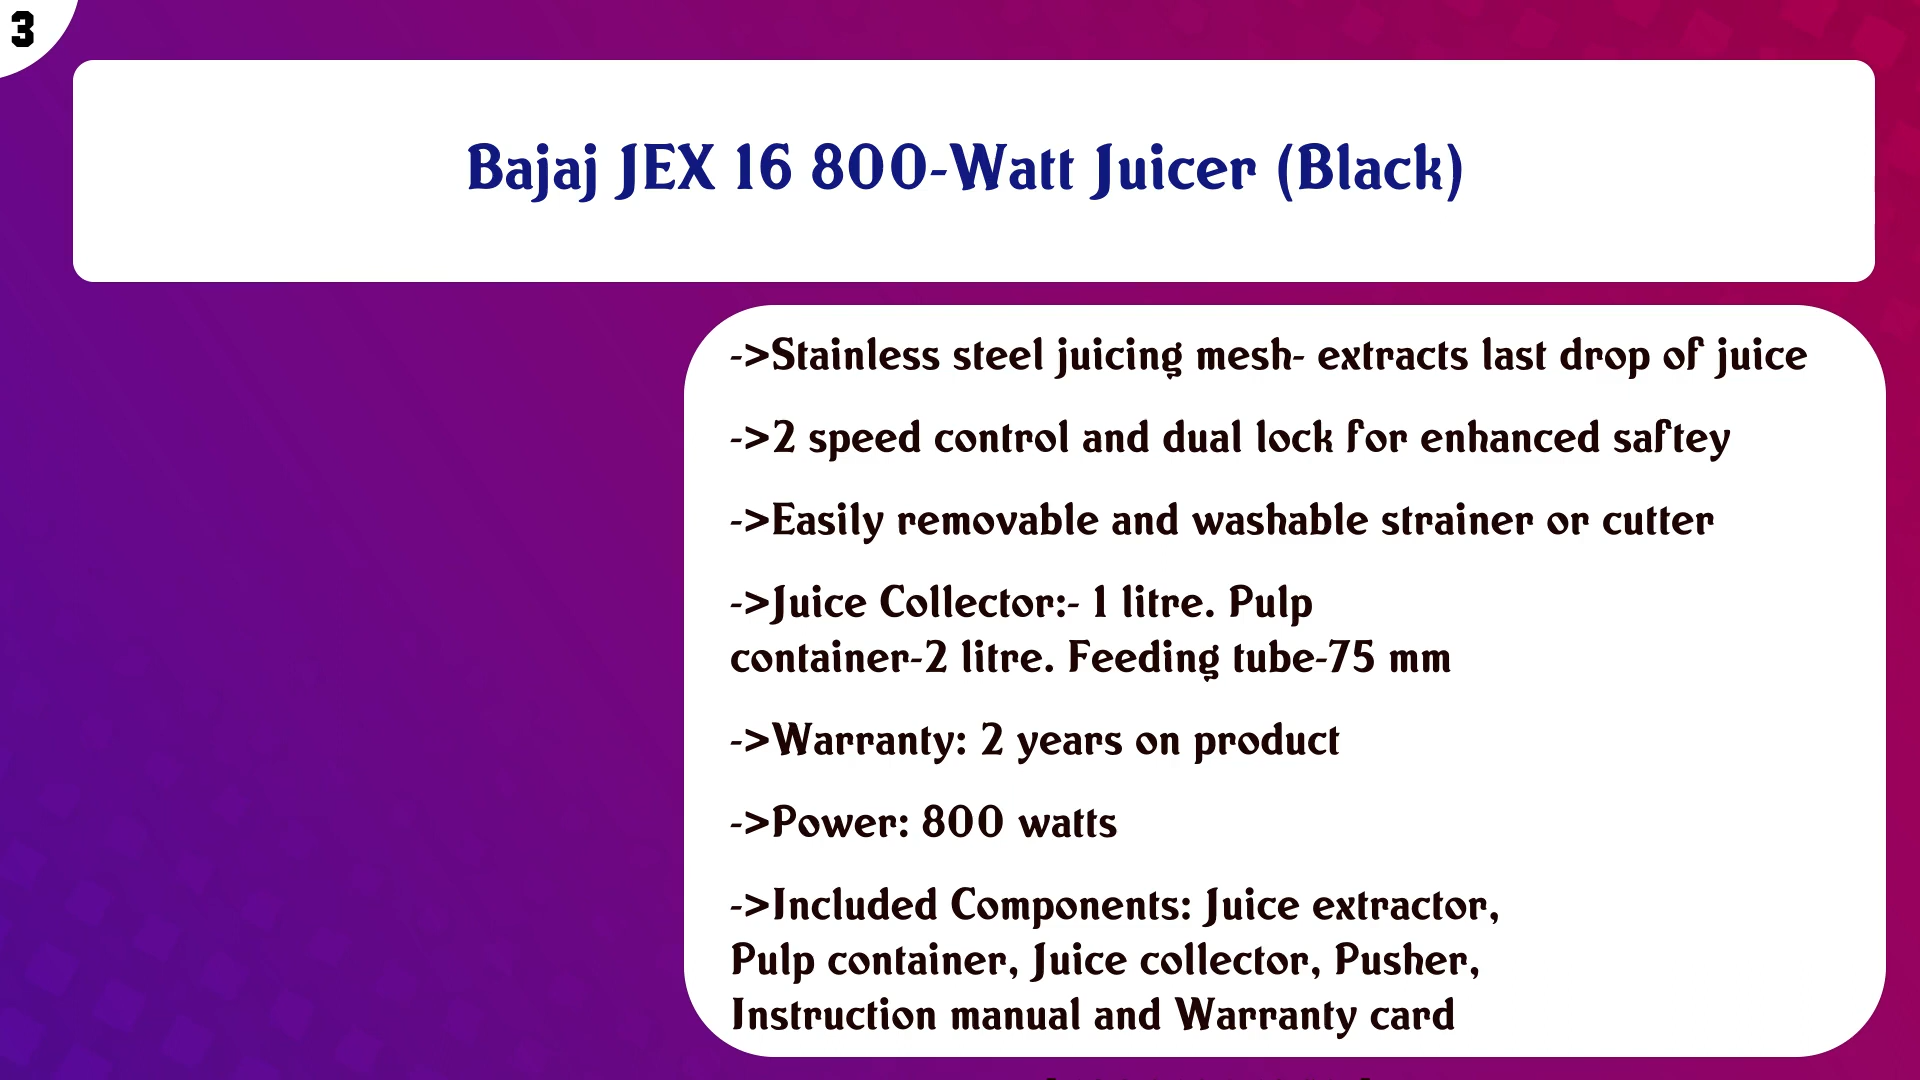 3
Bajaj JEX 16 800-Watt Juicer (Black)
->Stainless steel juicing mesh- extracts last drop of juice
->2 speed control and dual lock for enhanced saftey
->Easily removable and washable strainer or cutter
->Juice Collector:- 1 litre. Pulp
container-2 litre. Feeding tube-75 mm
->Warranty: 2 years on product
->Power: 800 watts
->Included Components: Juice extractor,
Pulp container, Juice collector, Pusher,
Instruction manual and Warranty card